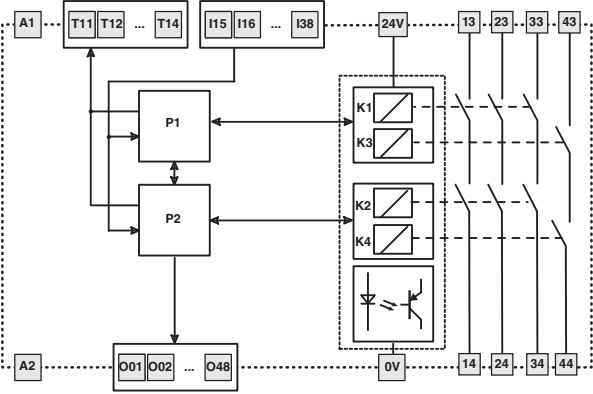 A1 T11 T12 ... T14 I15 I16 ... I38 24V 13 23 33 43
P1
K1
K3
P2
K2
K4
A2 O01 O02 ... O48 0V 14 24 34 44